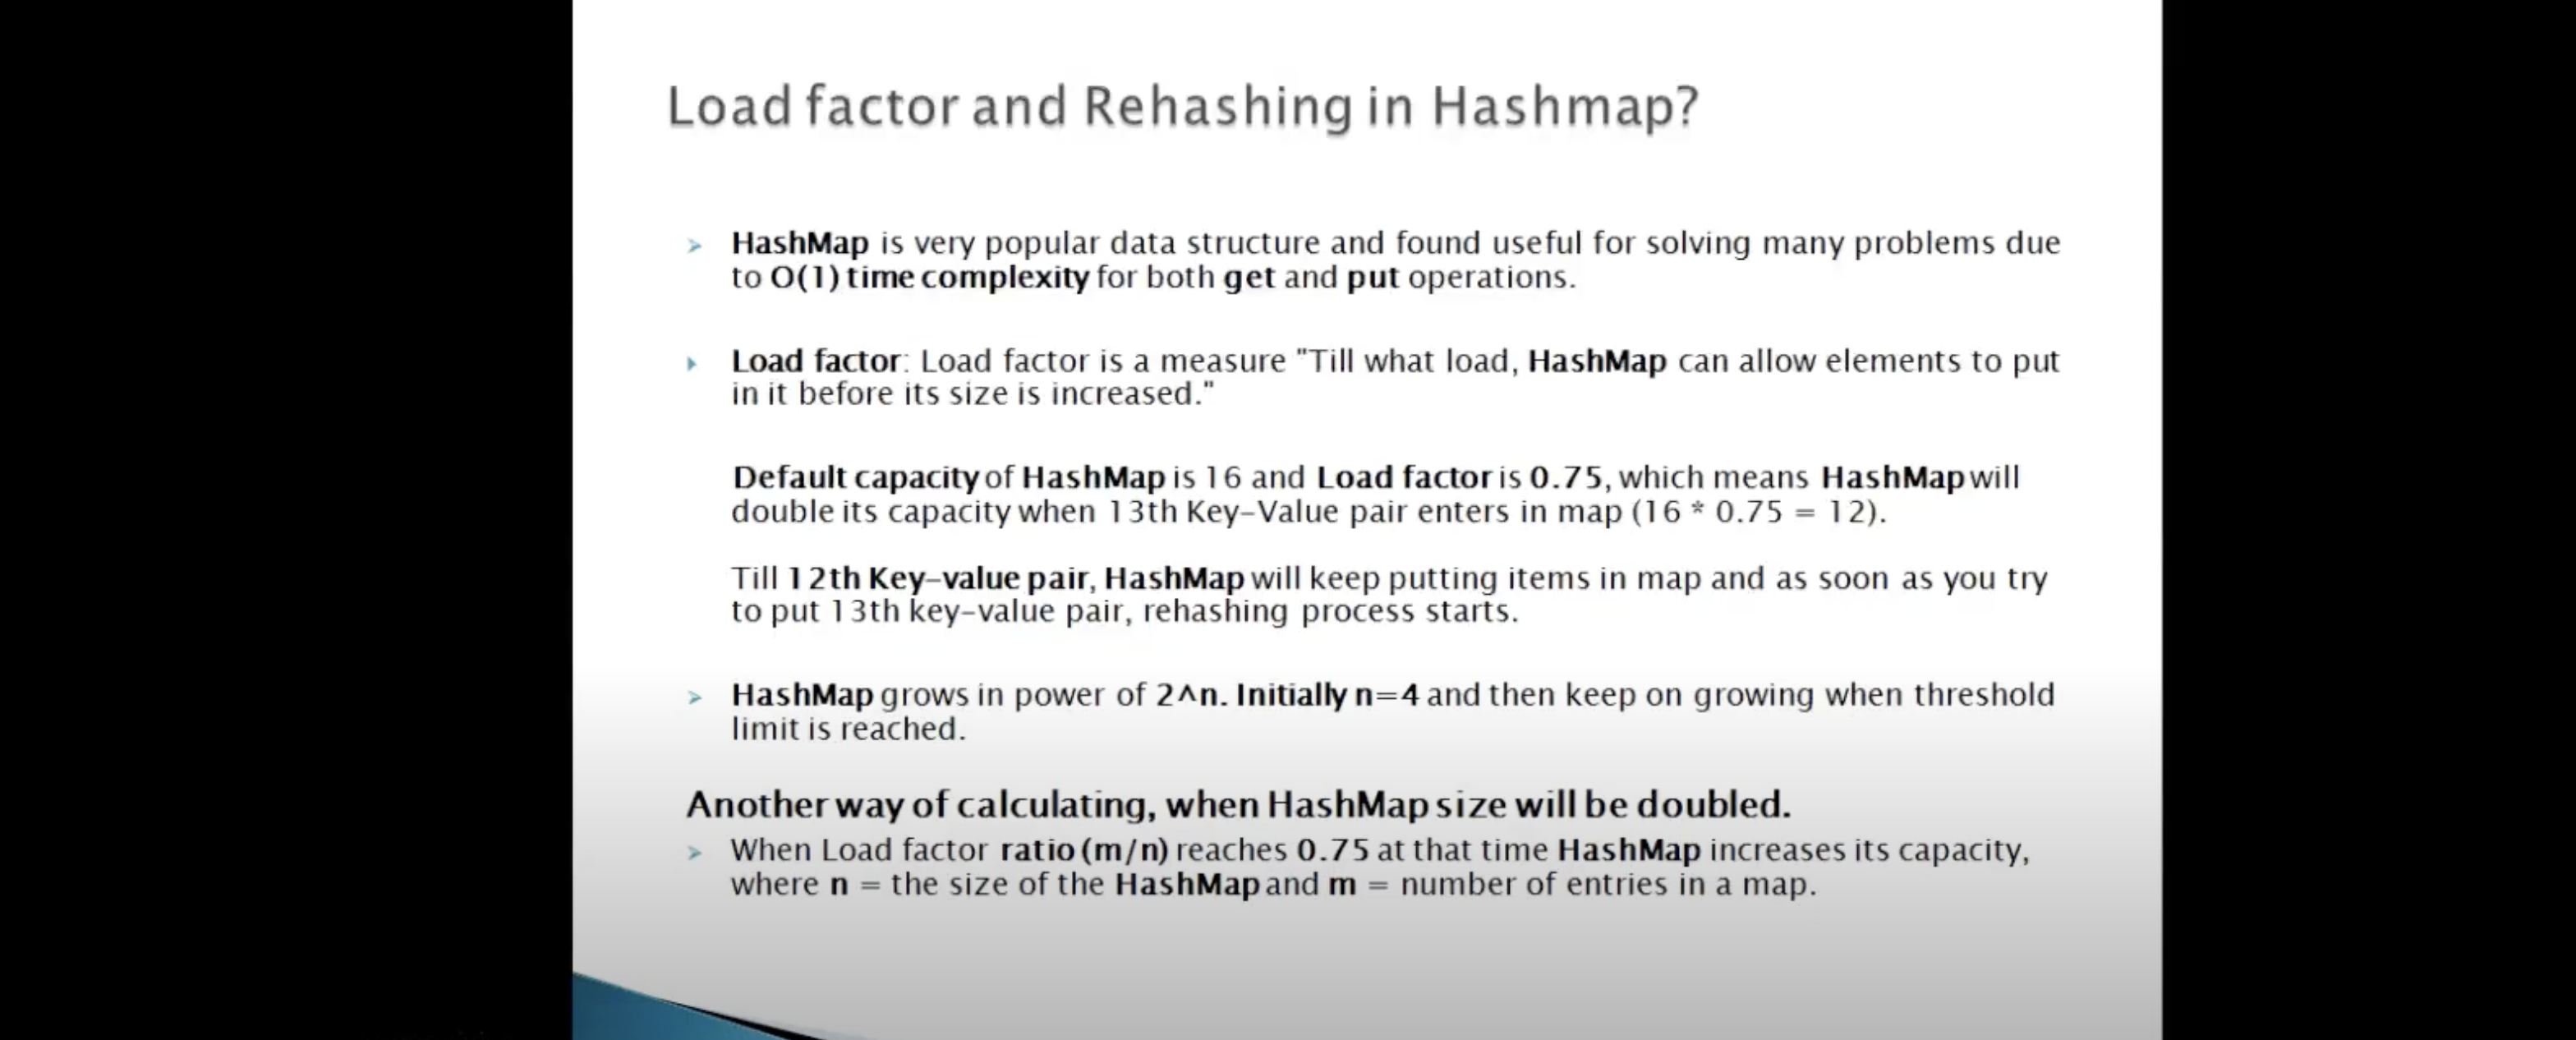 Load factor and Rehashing in Hashmap?
HashMap is very popular data structure and found useful for solving many problems due
to O(1) time complexity for both get and put operations.
Load factor: Load factor is a measure "Till what load, HashMap can allow elements to put
in it before its size is increased."
Default capacity of HashMap is 16 and Load factor is 0.75, which means HashMap will
double its capacity when 13th Key-Value pair enters in map (16 * 0.75 = 12).
Till 12th Key-value pair, HashMap will keep putting items in map and as soon as you try
to put 13th key-value pair, rehashing process starts.
HashMap grows in power of 2^n. Initially n=4 and then keep on growing when threshold
limit is reached.
Another way of calculating, when HashMap size will be doubled.
When Load factor ratio (m/n) reaches 0.75 at that time HashMap increases its capacity,
where n = the size of the HashMap and m = number of entries in a map.